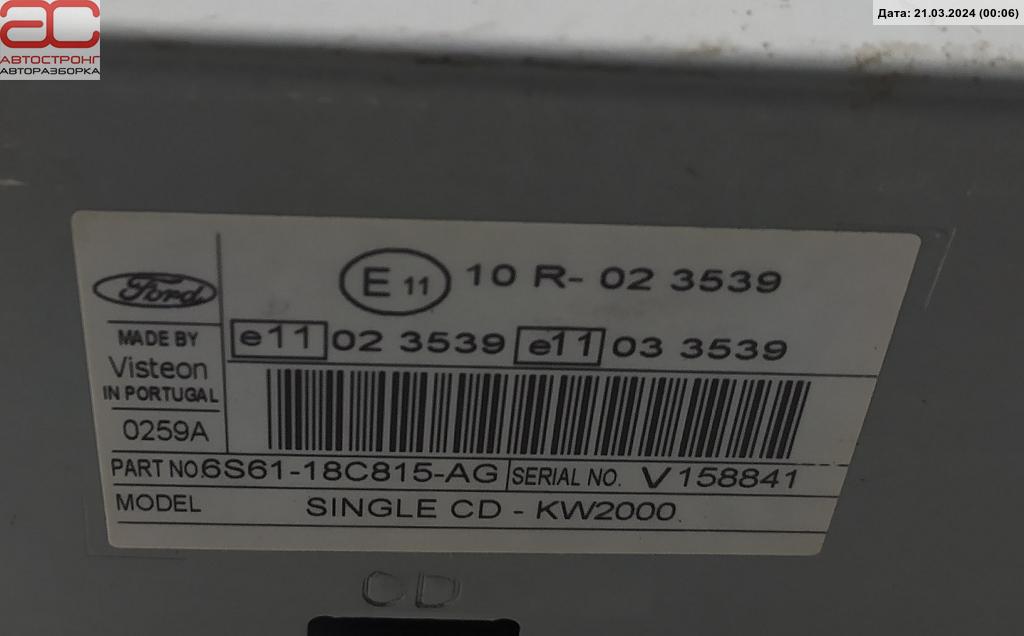 Дата: 21.03.2024 (00:06)
АВТОСТРОНГ
АВТОРАЗБОРКА
Ford
E 11 10 R- 02 3539
MADE BY
Visteon
IN PORTUGAL
e11 02 3539 e11 03 3539
0259A
PART NO. 6S61-18C815-AG SERIAL NO. V158841
MODEL SINGLE CD - KW2000
CD